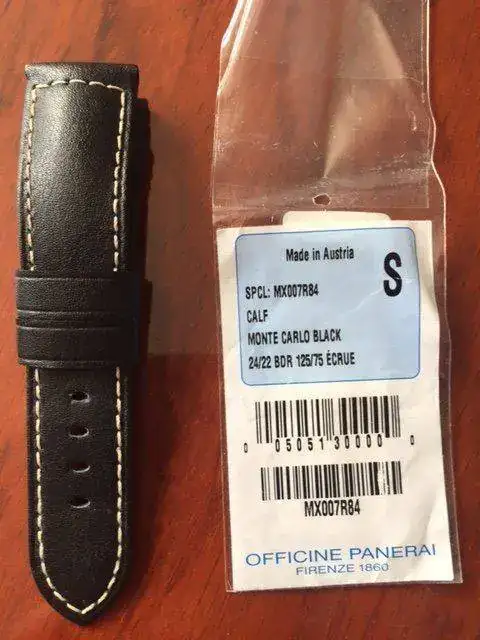 Made in Austria
S
SPCL: MX007R84
CALF
MONTE CARLO BLACK
24/22 BDR 125/75 ÉCRUE
0 05051 30000 0
MX007R84
OFFICINE PANERAI
FIRENZE 1860